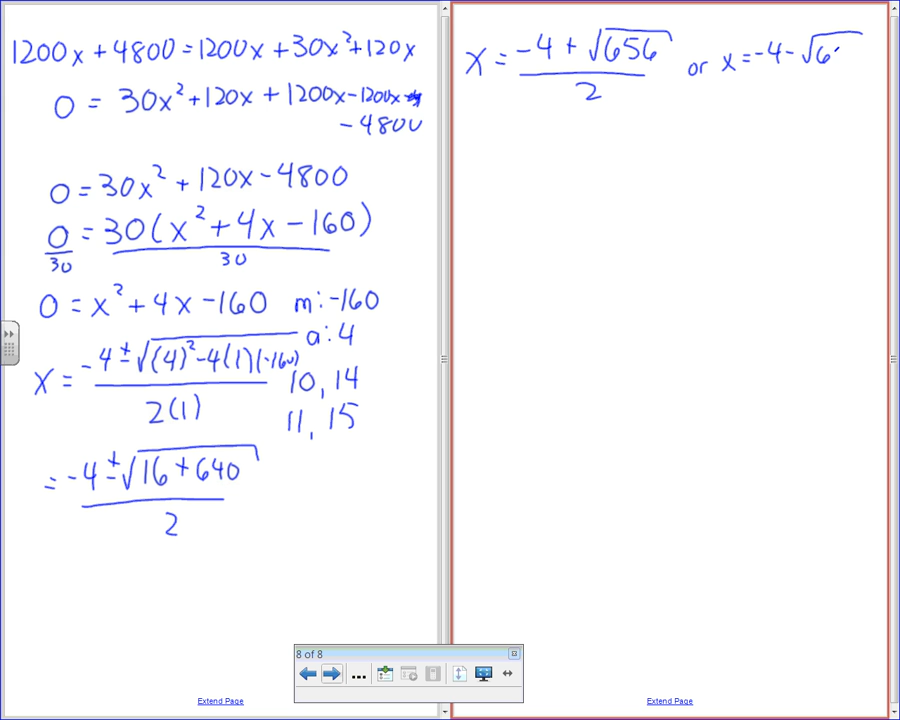 1200x + 4800 = 1200x + 30x² + 120x
0 = 30x² + 120x + 1200x - 1200x
- 4800
0 = 30x² + 120x - 4800
0/30 = 30(x² + 4x - 160)/30
0 = x² + 4x - 160 m: -160
a: 4
x = (-4 ± √((4)² - 4(1)(-160)))/2(1)
10, 14
11, 15
= (-4 ± √(16 + 640))/2
x = (-4 + √656)/2 or x = -4 - √6
8 of 8
...
Extend Page
Extend Page